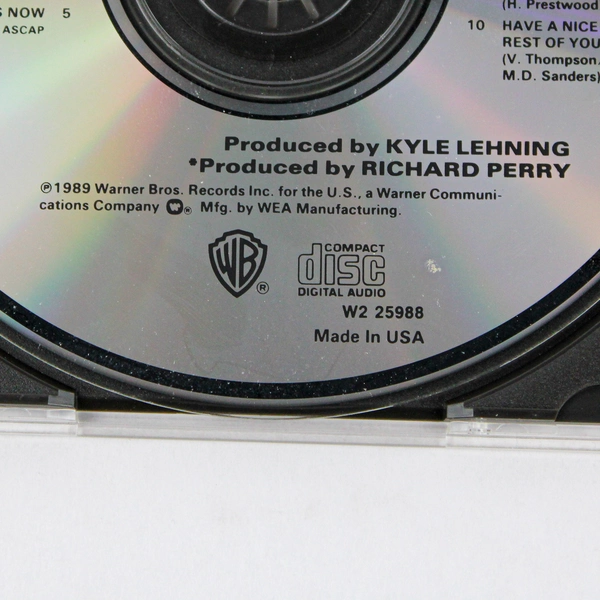 S NOW 5
ASCAP
(H. Prestwood
10 HAVE A NICE
REST OF YOU
(V. Thompson,
M.D. Sanders)
Produced by KYLE LEHNING
*Produced by RICHARD PERRY
℗1989 Warner Bros. Records Inc. for the U.S., a Warner Communi-
cations Company ®. Mfg. by WEA Manufacturing.
WB ®
COMPACT
disc
DIGITAL AUDIO
W2 25988
Made In USA